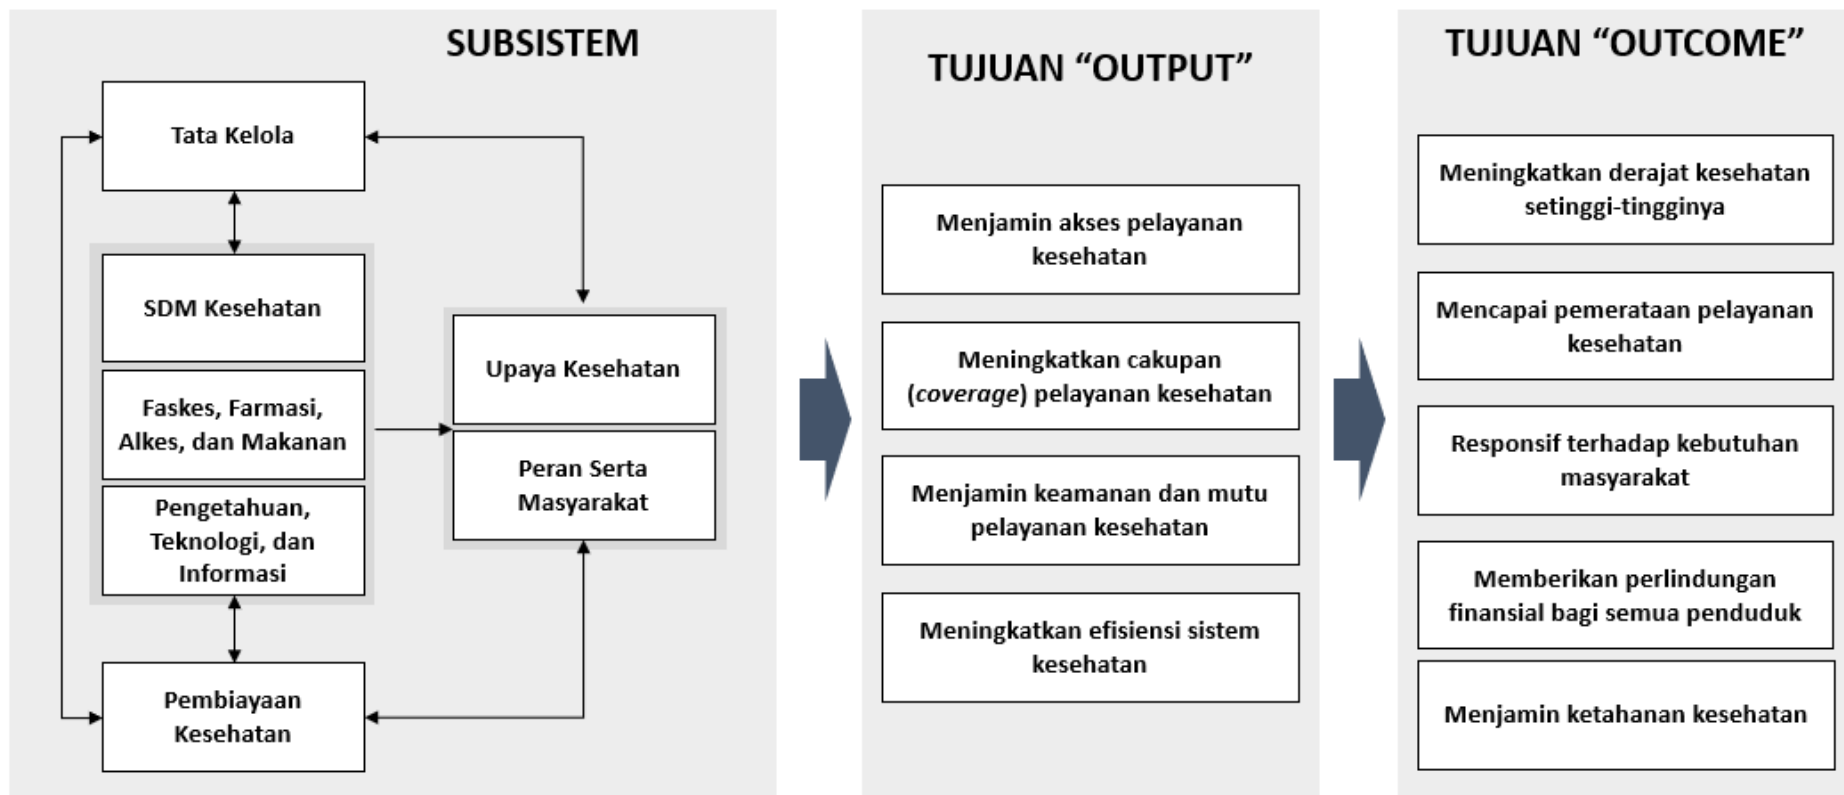 SUBSISTEM
Tata Kelola
SDM Kesehatan
Faskes, Farmasi,
Alkes, dan Makanan
Pengetahuan,
Teknologi, dan
Informasi
Pembiayaan
Kesehatan
Upaya Kesehatan
Peran Serta
Masyarakat
TUJUAN “OUTPUT”
Menjamin akses pelayanan
kesehatan
Meningkatkan cakupan
(coverage) pelayanan kesehatan
Menjamin keamanan dan mutu
pelayanan kesehatan
Meningkatkan efisiensi sistem
kesehatan
TUJUAN “OUTCOME”
Meningkatkan derajat kesehatan
setinggi-tingginya
Mencapai pemerataan pelayanan
kesehatan
Responsif terhadap kebutuhan
masyarakat
Memberikan perlindungan
finansial bagi semua penduduk
Menjamin ketahanan kesehatan